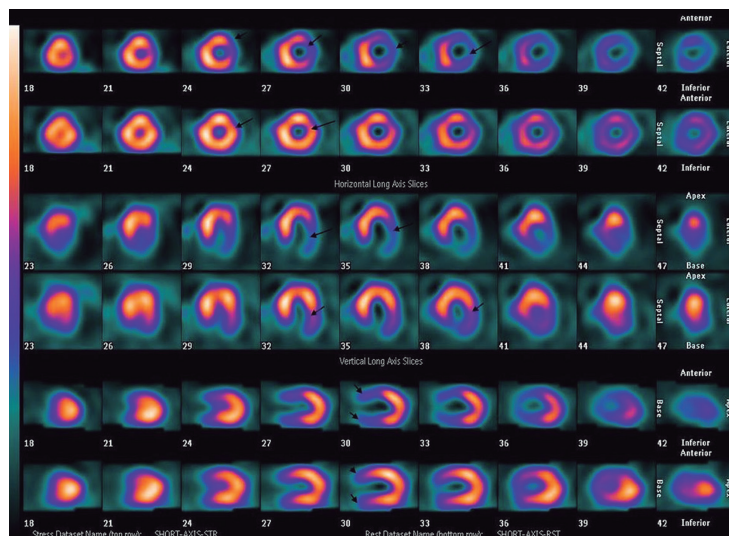 Anterior
Septal
Lateral
18 21 24 27 30 33 36 39 42 Inferior
Anterior
Septal
Lateral
18 21 24 27 30 33 36 39 42 Inferior
Horizontal Long Axis Slices
Apex
Septal
Lateral
23 26 29 32 35 38 41 44 47 Base
Apex
Septal
Lateral
23 26 29 32 35 38 41 44 47 Base
Vertical Long Axis Slices
Anterior
Base
Apex
18 21 24 27 30 33 36 39 42 Inferior
Anterior
Base
Apex
18 21 24 27 30 33 36 39 42 Inferior
Stress Dataset Name (top row): SHORT-AXIS-STR Rest Dataset Name (bottom row): SHORT-AXIS-RST